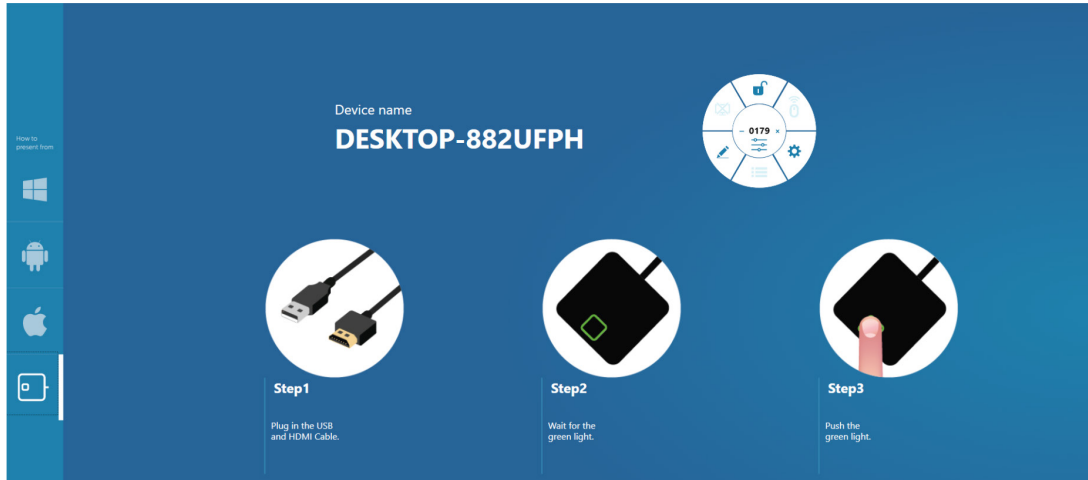 How to
present from
Device name
DESKTOP-882UFPH
– 0179 ×
Step1
Plug in the USB
and HDMI Cable.
Step2
Wait for the
green light.
Step3
Push the
green light.